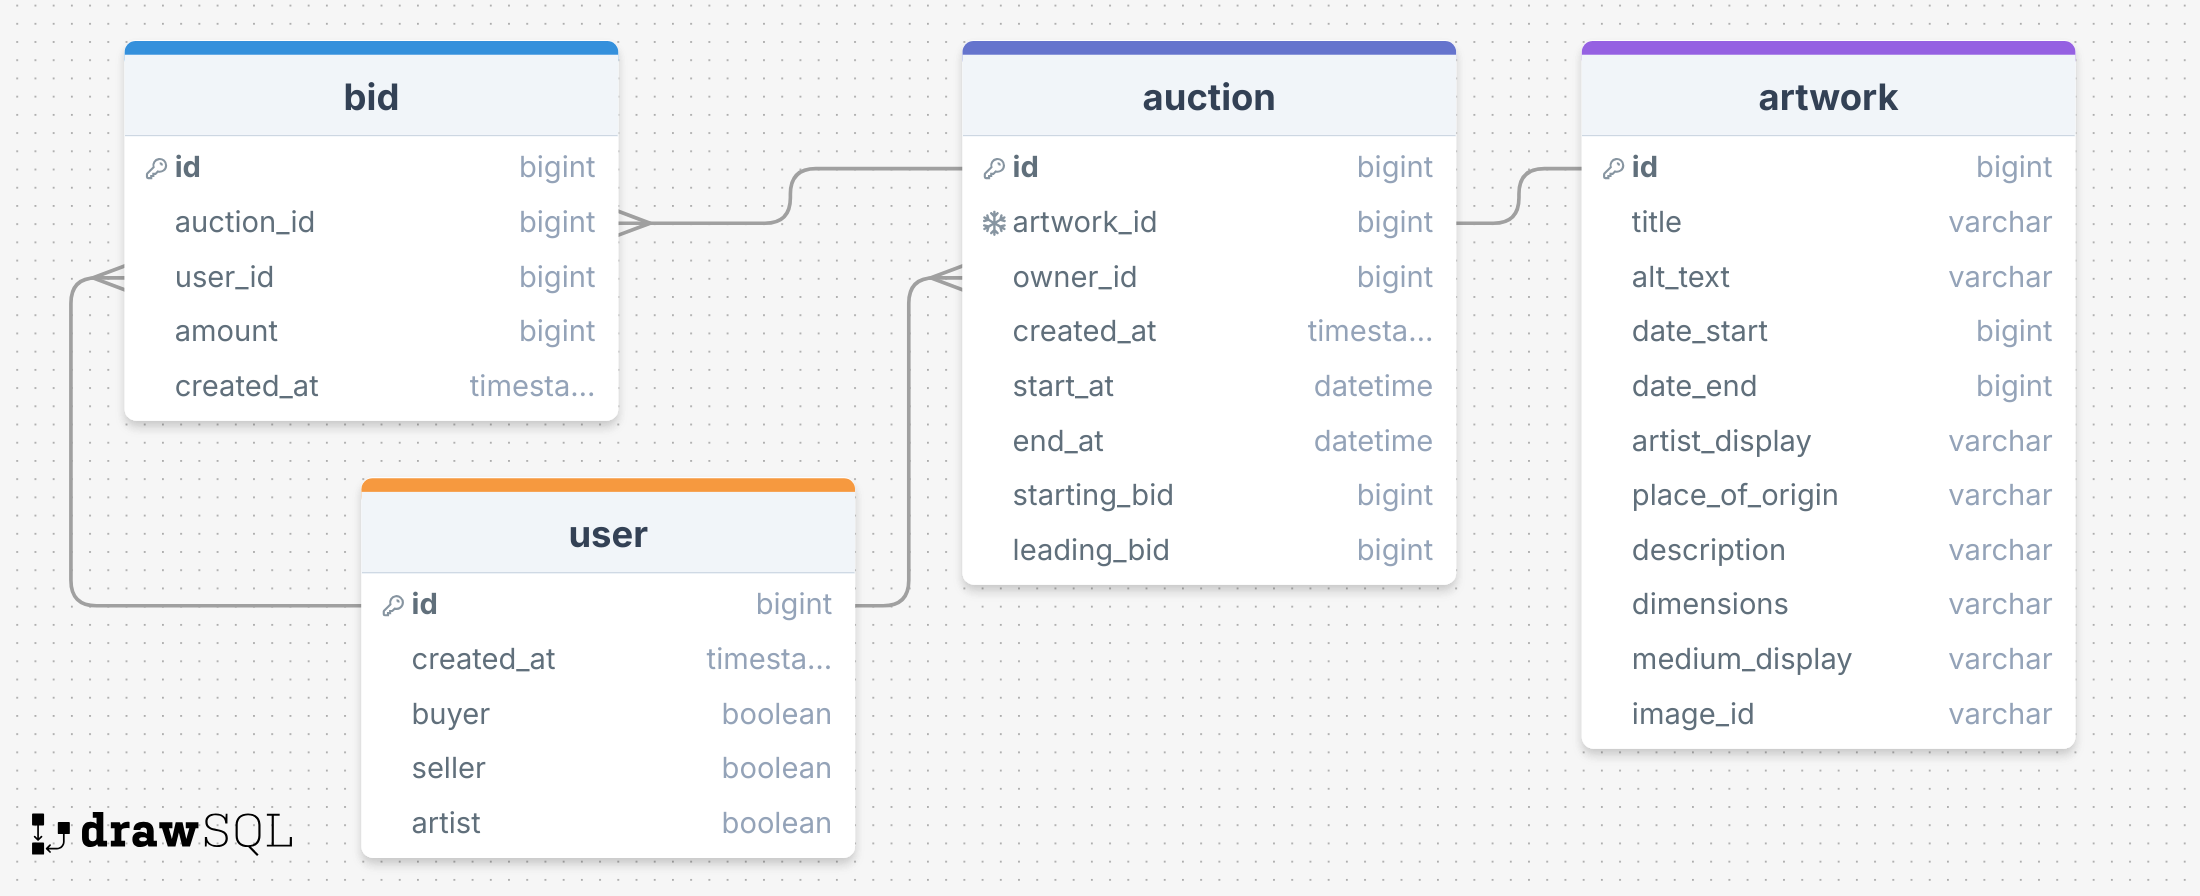 bid
id bigint
auction_id bigint
user_id bigint
amount bigint
created_at timesta...
auction
id bigint
artwork_id bigint
owner_id bigint
created_at timesta...
start_at datetime
end_at datetime
starting_bid bigint
leading_bid bigint
artwork
id bigint
title varchar
alt_text varchar
date_start bigint
date_end bigint
artist_display varchar
place_of_origin varchar
description varchar
dimensions varchar
medium_display varchar
image_id varchar
user
id bigint
created_at timesta...
buyer boolean
seller boolean
artist boolean
drawSQL